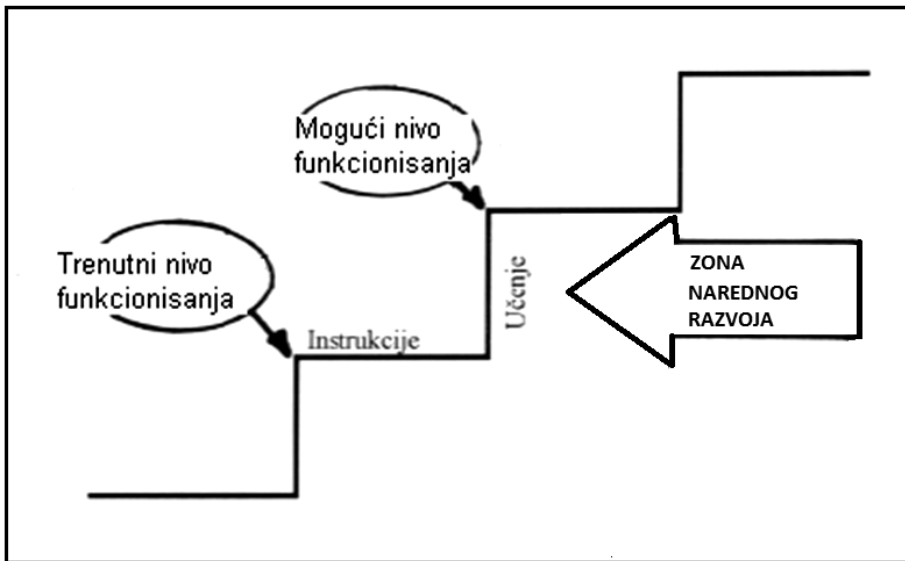 Mogući nivo
funkcionisanja
Trenutni nivo
funkcionisanja
Instrukcije
Učenje
ZONA
NAREDNOG
RAZVOJA